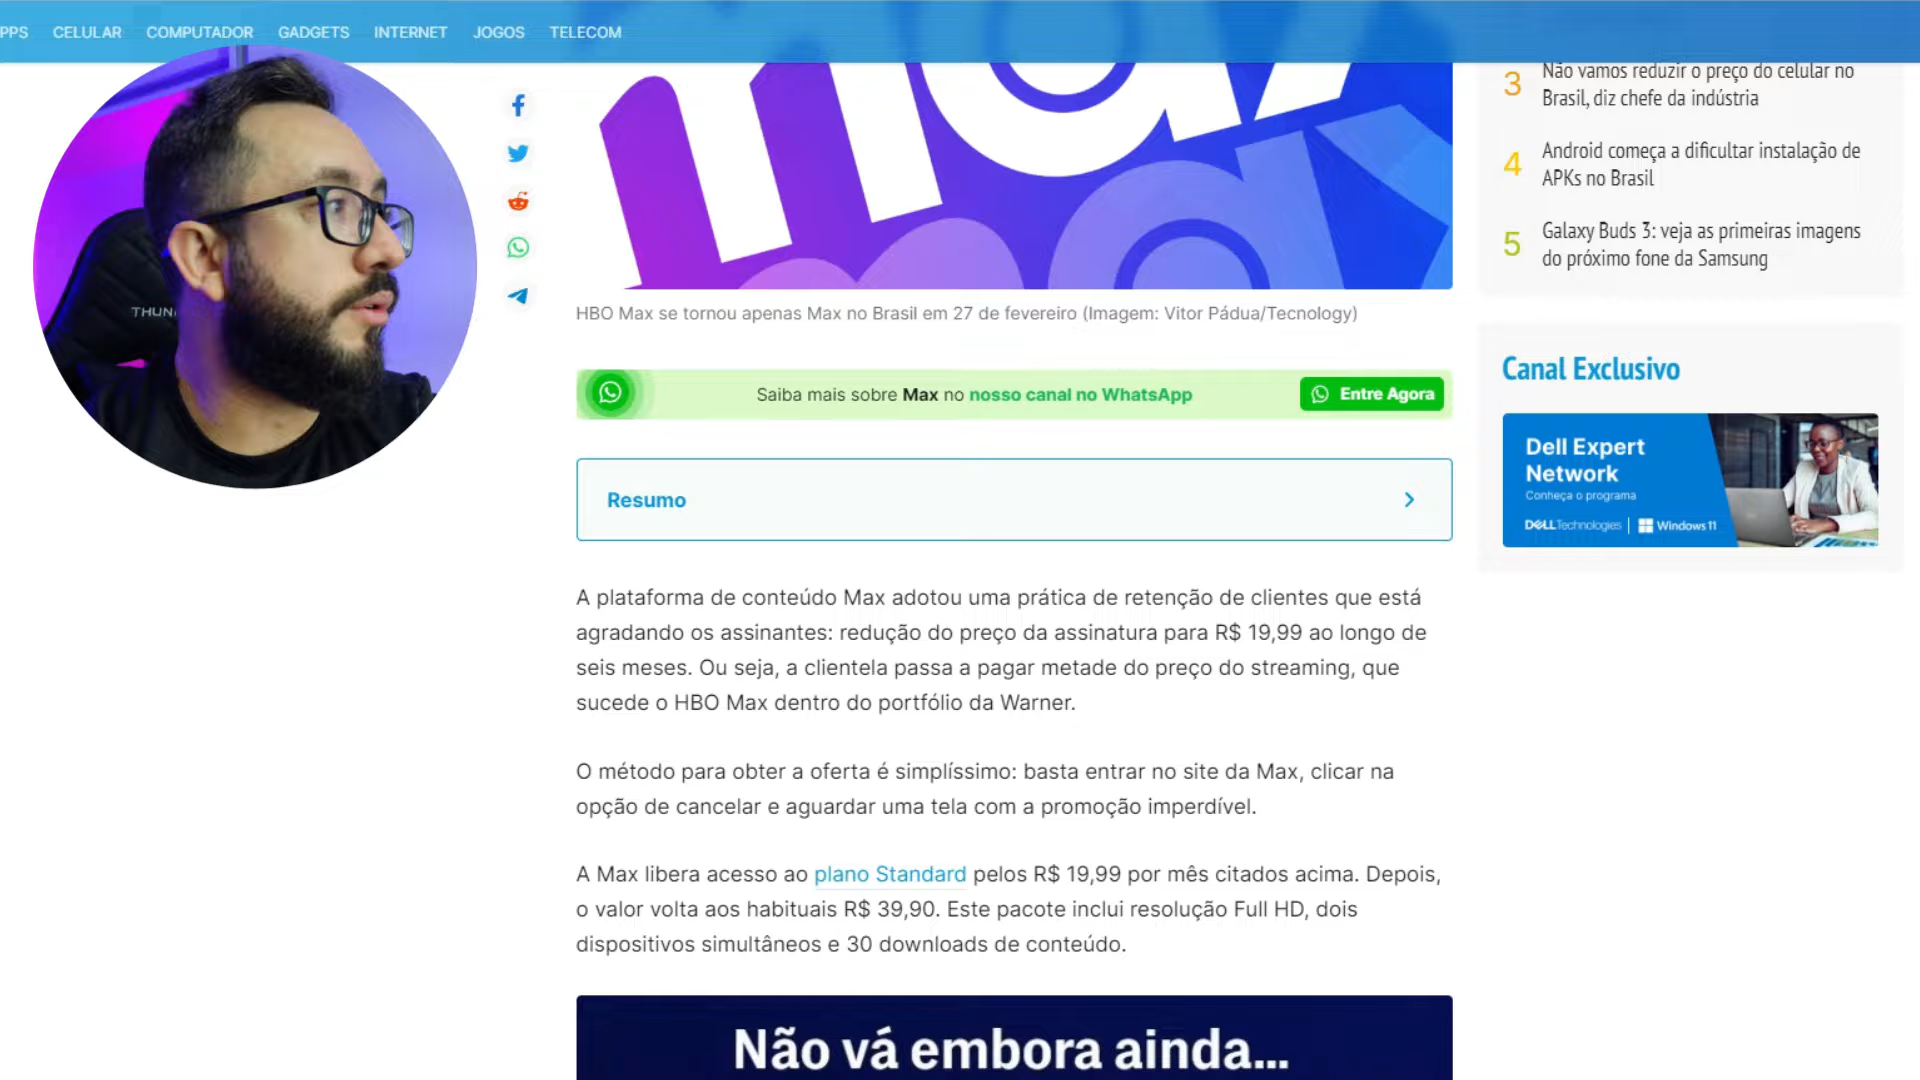 PPS CELULAR COMPUTADOR GADGETS INTERNET JOGOS TELECOM
THUN
max
HBO Max se tornou apenas Max no Brasil em 27 de fevereiro (Imagem: Vitor Pádua/Tecnology)
Saiba mais sobre Max no nosso canal no WhatsApp
Entre Agora
Resumo
A plataforma de conteúdo Max adotou uma prática de retenção de clientes que está
agradando os assinantes: redução do preço da assinatura para R$ 19,99 ao longo de
seis meses. Ou seja, a clientela passa a pagar metade do preço do streaming, que
sucede o HBO Max dentro do portfólio da Warner.
O método para obter a oferta é simplíssimo: basta entrar no site da Max, clicar na
opção de cancelar e aguardar uma tela com a promoção imperdível.
A Max libera acesso ao plano Standard pelos R$ 19,99 por mês citados acima. Depois,
o valor volta aos habituais R$ 39,90. Este pacote inclui resolução Full HD, dois
dispositivos simultâneos e 30 downloads de conteúdo.
Não vá embora ainda...
3 Não vamos reduzir o preço do celular no
Brasil, diz chefe da indústria
4 Android começa a dificultar instalação de
APKs no Brasil
5 Galaxy Buds 3: veja as primeiras imagens
do próximo fone da Samsung
Canal Exclusivo
Dell Expert
Network
Conheça o programa
DELLTechnologies | Windows 11